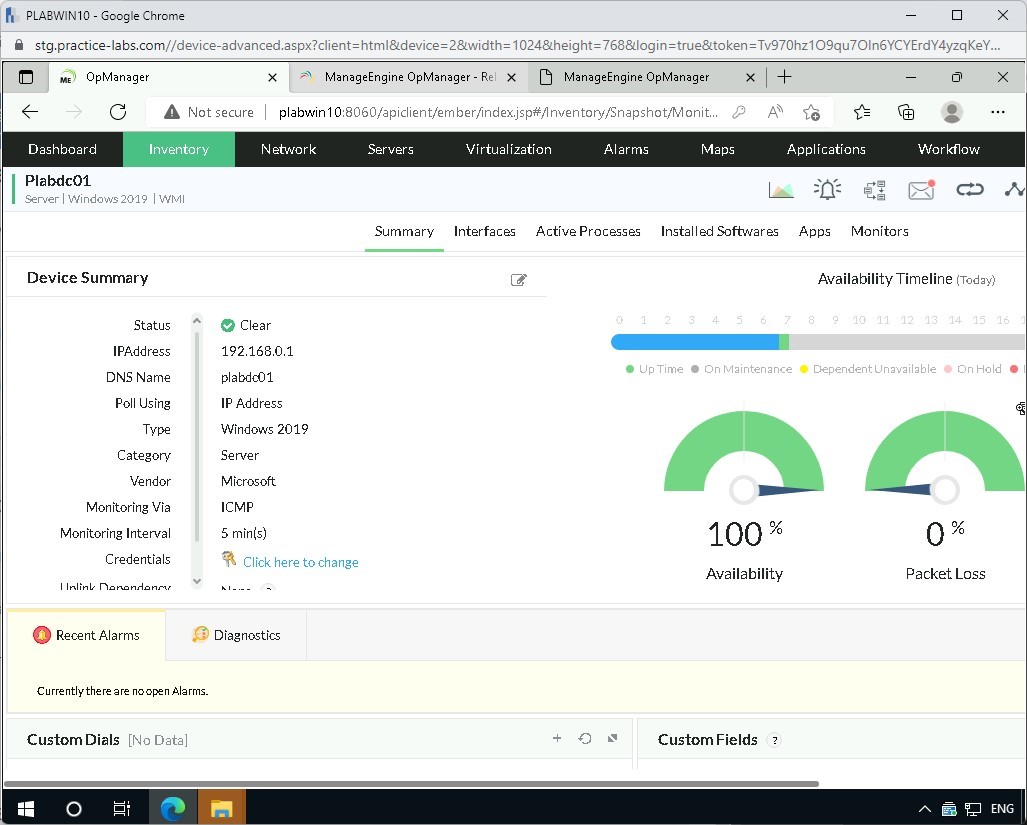 PLABWIN10 - Google Chrome
stg.practice-labs.com//device-advanced.aspx?client=html&device=2&width=1024&height=768&login=true&token=Tv970hz1O9qu7OIn6YCYErdY4yzqKeY...
ME OpManager
ManageEngine OpManager - Rel
ManageEngine OpManager
Not secure
plabwin10:8060/apiclient/ember/index.jsp#/Inventory/Snapshot/Monit...
Dashboard Inventory Network Servers Virtualization Alarms Maps Applications Workflow
Plabdc01
Server | Windows 2019 | WMI
Summary Interfaces Active Processes Installed Softwares Apps Monitors
Device Summary
Availability Timeline (Today)
Status Clear
IPAddress 192.168.0.1
DNS Name plabdc01
Poll Using IP Address
Type Windows 2019
Category Server
Vendor Microsoft
Monitoring Via ICMP
Monitoring Interval 5 min(s)
Credentials Click here to change
Uplink Dependency None ?
0 1 2 3 4 5 6 7 8 9 10 11 12 13 14 15 16
Up Time On Maintenance Dependent Unavailable On Hold
100 %
Availability
0 %
Packet Loss
Recent Alarms
Diagnostics
Currently there are no open Alarms.
Custom Dials [No Data]
Custom Fields ?
ENG